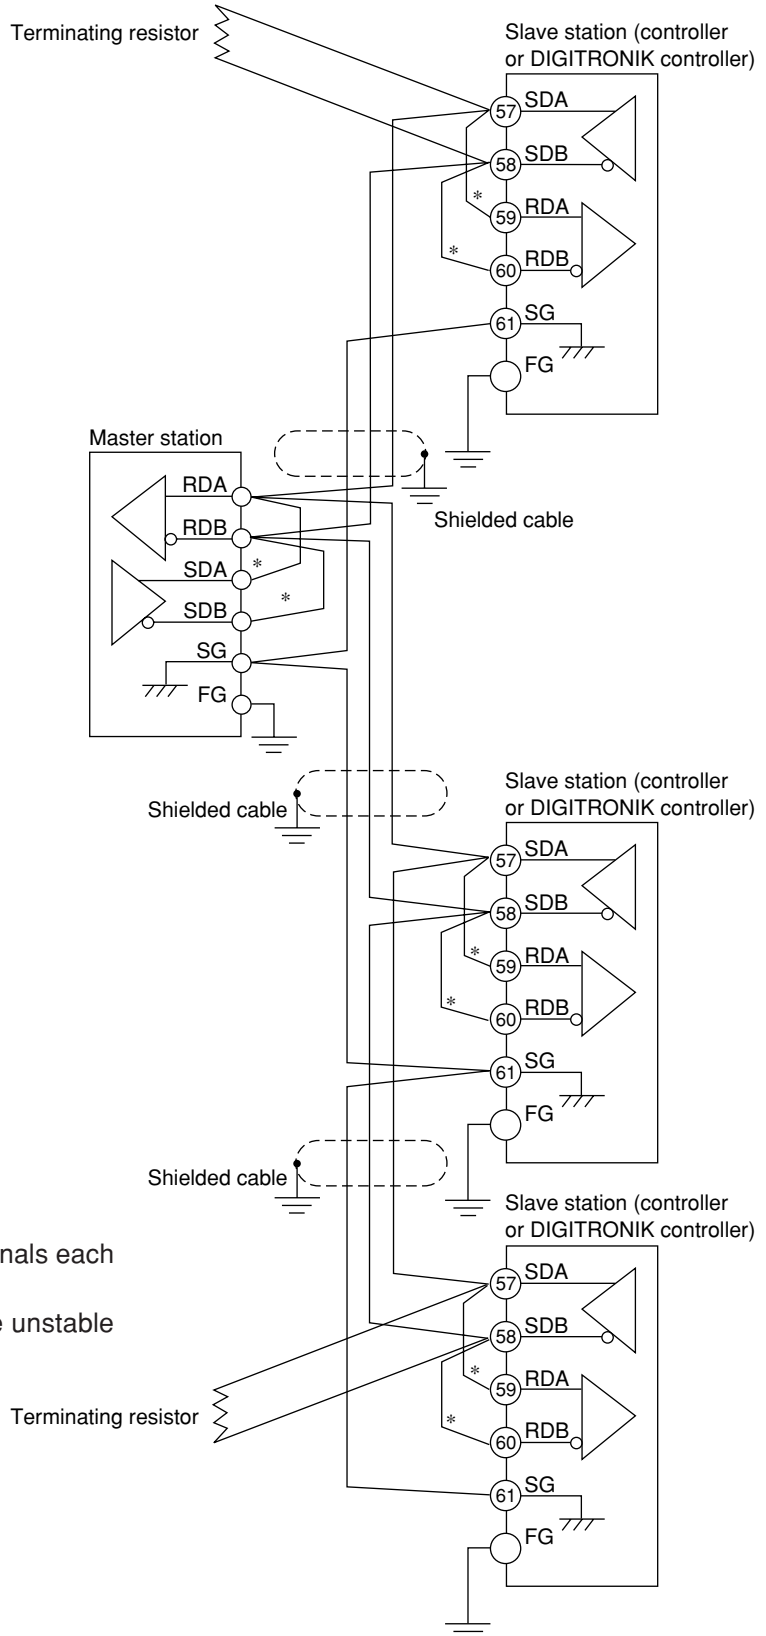 Terminating resistor
Slave station (controller
or DIGITRONIK controller)
57 SDA
58 SDB
*
59 RDA
*
60 RDB
61 SG
FG
Master station
RDA
RDB
SDA *
SDB *
SG
FG
Shielded cable
Slave station (controller
or DIGITRONIK controller)
Shielded cable
57 SDA
58 SDB
*
59 RDA
*
60 RDB
61 SG
FG
Shielded cable
Slave station (controller
or DIGITRONIK controller)
nals each
57 SDA
unstable
58 SDB
*
59 RDA
Terminating resistor
*
60 RDB
61 SG
FG